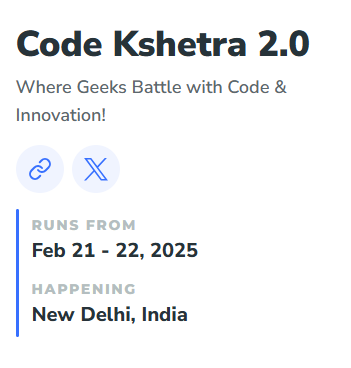 Code Kshetra 2.0
Where Geeks Battle with Code &
Innovation!
RUNS FROM
Feb 21 - 22, 2025
HAPPENING
New Delhi, India